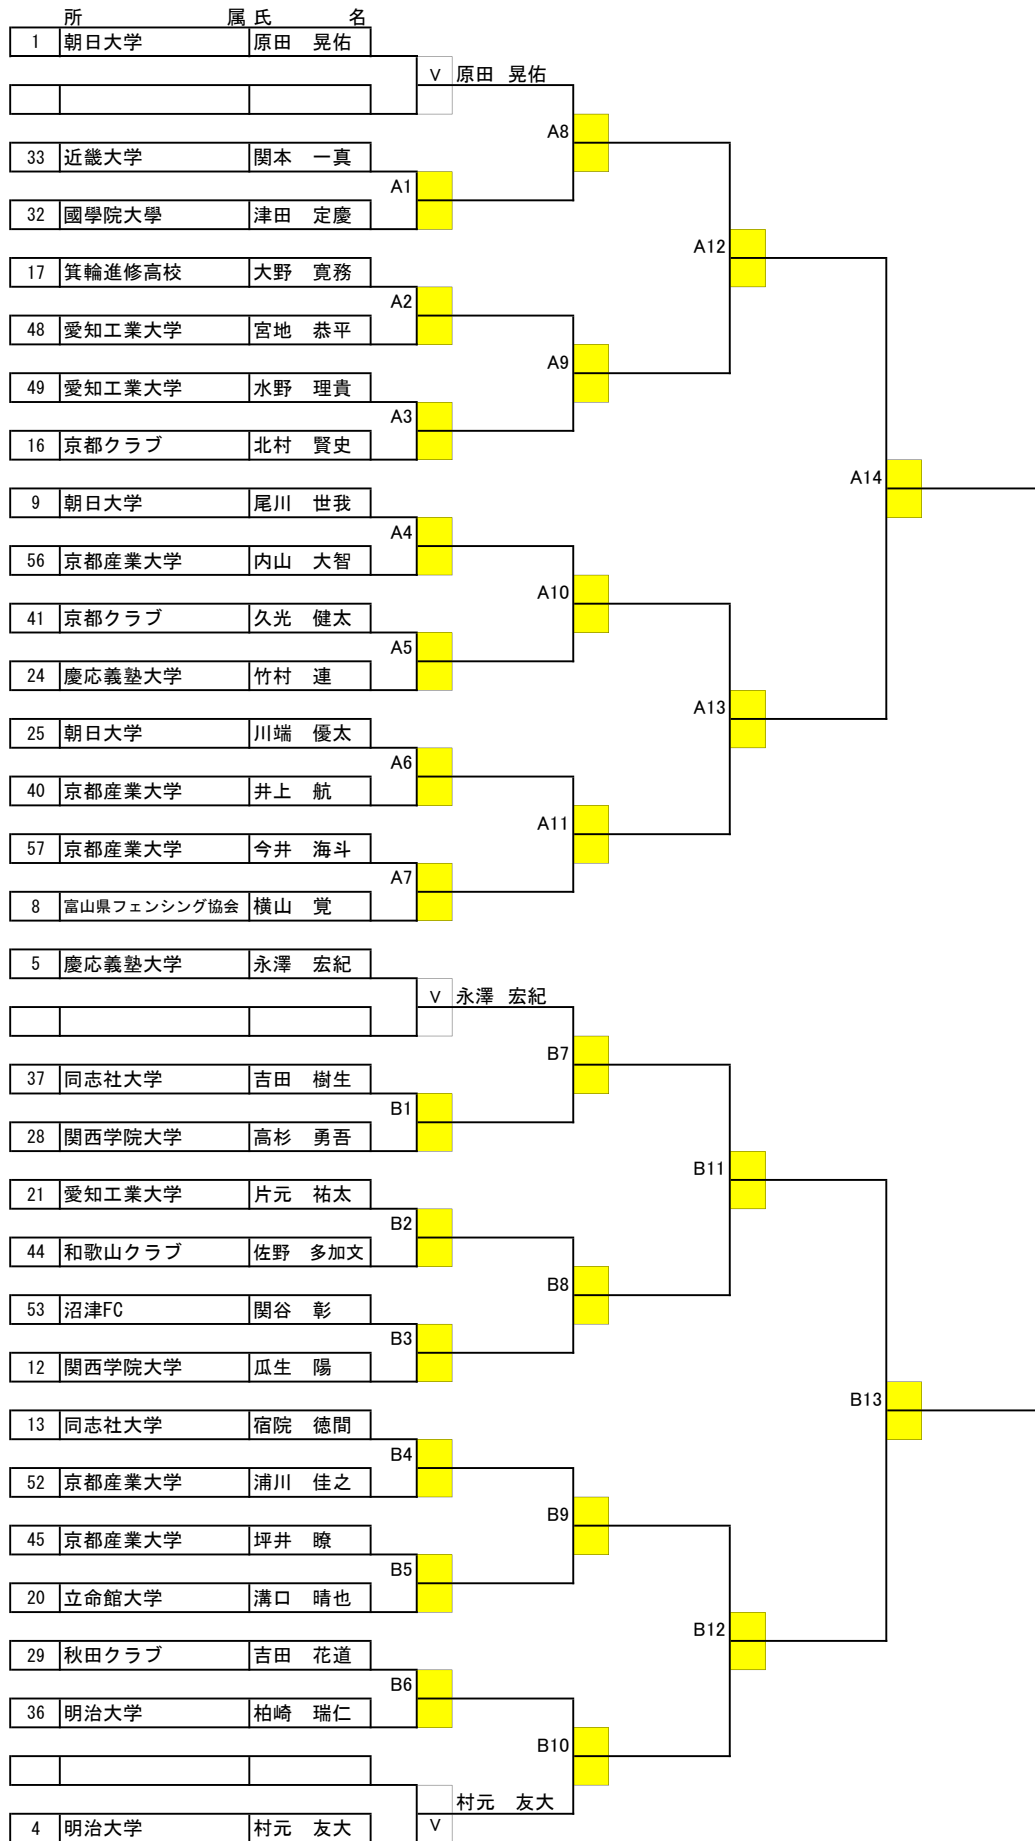 所　属 氏　名
1 朝日大学 原田　晃佑
V 原田　晃佑
A8
33 近畿大学 関本　一真
A1
32 國學院大學 津田　定慶
A12
17 箕輪進修高校 大野　寛務
A2
48 愛知工業大学 宮地　恭平
A9
49 愛知工業大学 水野　理貴
A3
16 京都クラブ 北村　賢史
A14
9 朝日大学 尾川　世我
A4
56 京都産業大学 内山　大智
A10
41 京都クラブ 久光　健太
A5
24 慶応義塾大学 竹村　連
A13
25 朝日大学 川端　優太
A6
40 京都産業大学 井上　航
A11
57 京都産業大学 今井　海斗
A7
8 富山県フェンシング協会 横山　覚
5 慶応義塾大学 永澤　宏紀
V 永澤　宏紀
B7
37 同志社大学 吉田　樹生
B1
28 関西学院大学 高杉　勇吾
B11
21 愛知工業大学 片元　祐太
B2
44 和歌山クラブ 佐野　多加文
B8
53 沼津FC 関谷　彰
B3
12 関西学院大学 瓜生　陽
B13
13 同志社大学 宿院　徳間
B4
52 京都産業大学 浦川　佳之
B9
45 京都産業大学 坪井　瞭
B5
20 立命館大学 溝口　晴也
B12
29 秋田クラブ 吉田　花道
B6
36 明治大学 柏崎　瑞仁
B10
村元　友大
4 明治大学 村元　友大 V